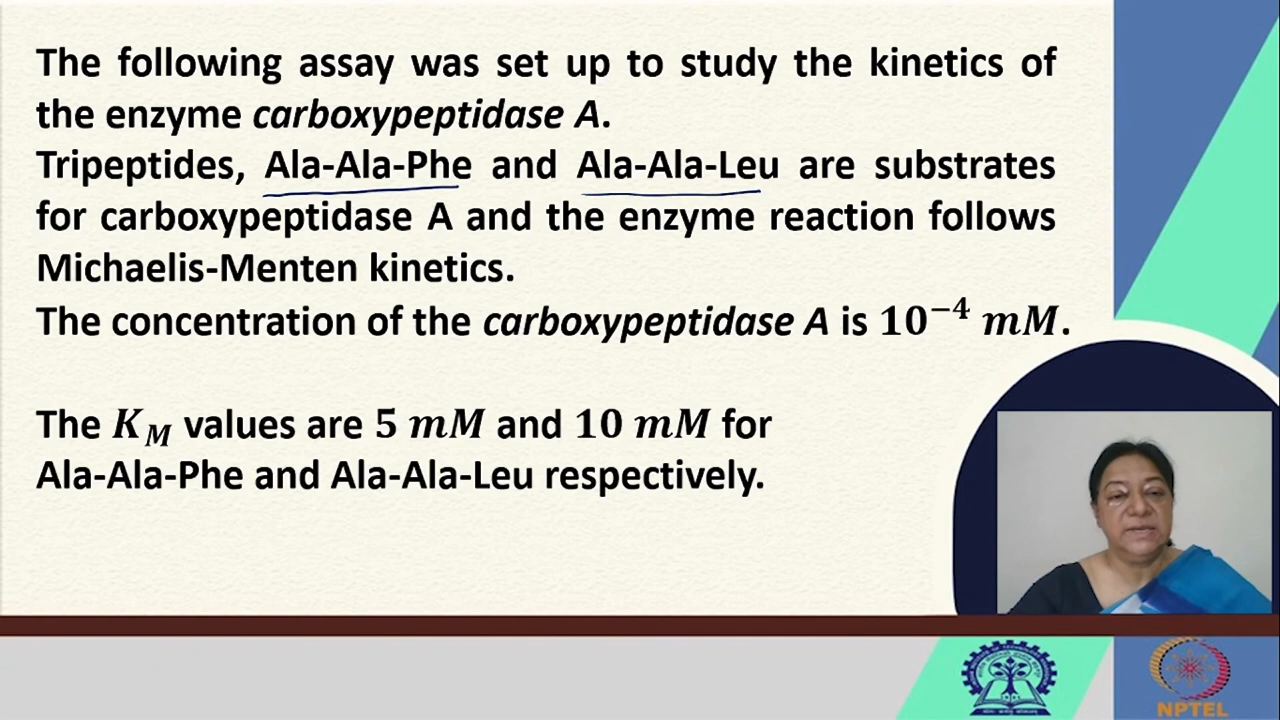 The following assay was set up to study the kinetics of
the enzyme carboxypeptidase A.
Tripeptides, Ala-Ala-Phe and Ala-Ala-Leu are substrates
for carboxypeptidase A and the enzyme reaction follows
Michaelis-Menten kinetics.
The concentration of the carboxypeptidase A is 10⁻⁴ mM.
The K_M values are 5 mM and 10 mM for
Ala-Ala-Phe and Ala-Ala-Leu respectively.
NPTEL